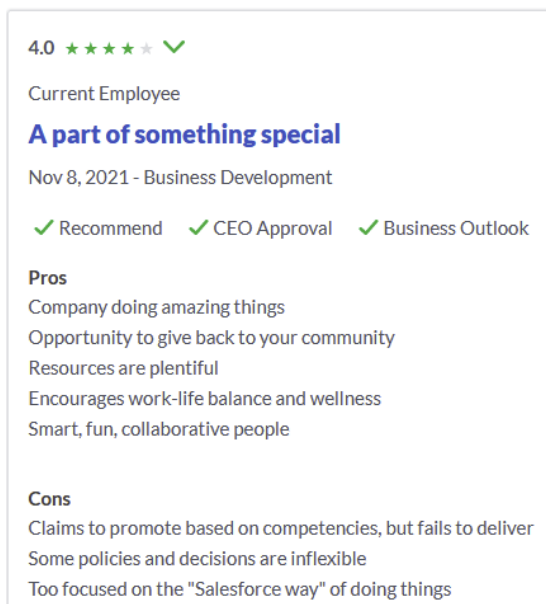 4.0
Current Employee
A part of something special
Nov 8, 2021 - Business Development
Recommend CEO Approval Business Outlook
Pros
Company doing amazing things
Opportunity to give back to your community
Resources are plentiful
Encourages work-life balance and wellness
Smart, fun, collaborative people
Cons
Claims to promote based on competencies, but fails to deliver
Some policies and decisions are inflexible
Too focused on the "Salesforce way" of doing things